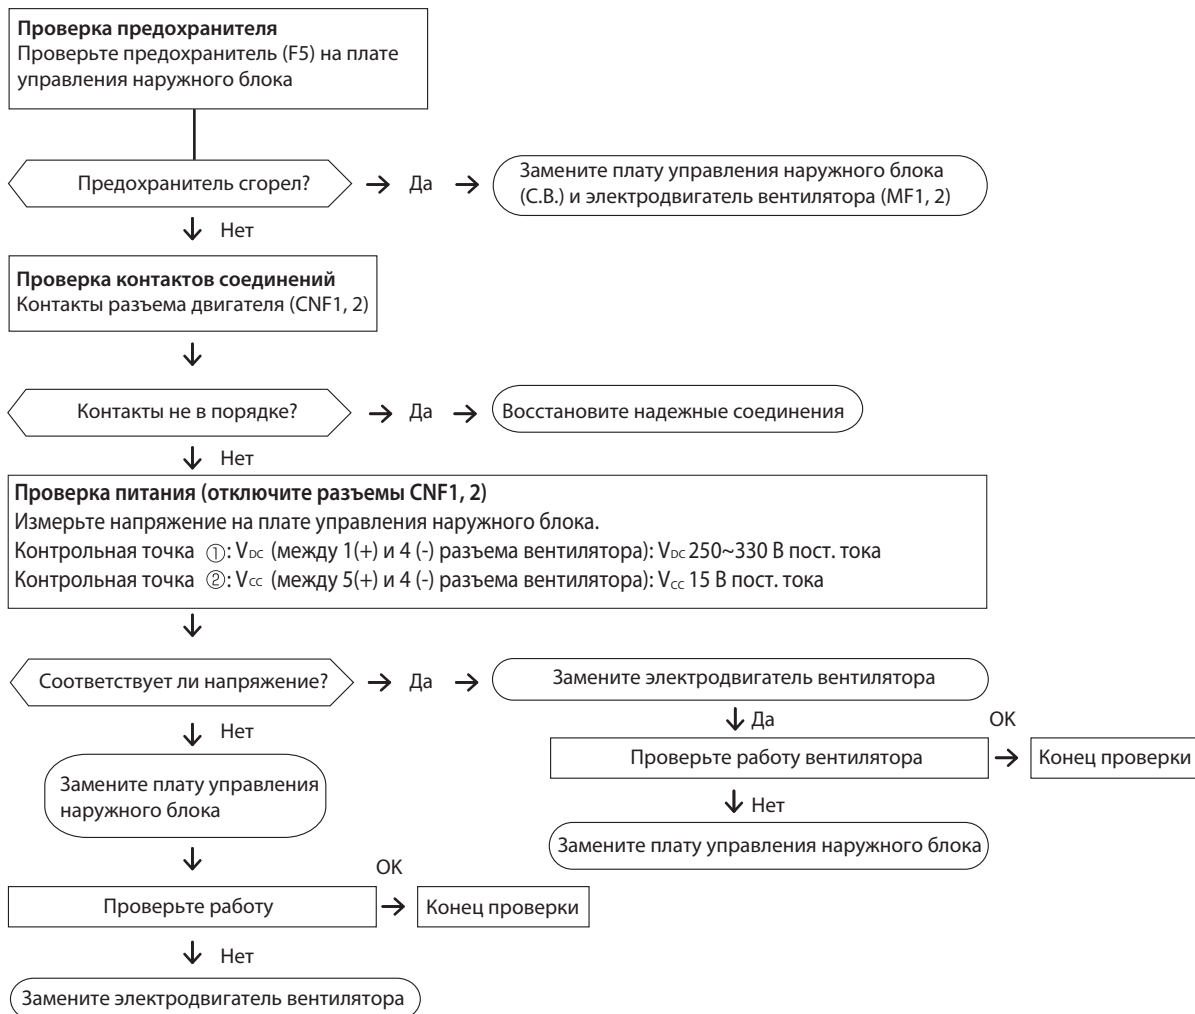 Проверка предохранителя
Проверьте предохранитель (F5) на плате
управления наружного блока
Предохранитель сгорел?
Да
Замените плату управления наружного блока
(C.B.) и электродвигатель вентилятора (MF1, 2)
Нет
Проверка контактов соединений
Контакты разъема двигателя (CNF1, 2)
Контакты не в порядке?
Да
Восстановите надежные соединения
Нет
Проверка питания (отключите разъемы CNF1, 2)
Измерьте напряжение на плате управления наружного блока.
Контрольная точка ①: VDC (между 1(+) и 4 (-) разъема вентилятора): VDC 250~330 В пост. тока
Контрольная точка ②: Vcc (между 5(+) и 4 (-) разъема вентилятора): Vcc 15 В пост. тока
Соответствует ли напряжение?
Да
Замените электродвигатель вентилятора
Нет
Да
OK
Проверьте работу вентилятора
Конец проверки
Нет
Замените плату управления наружного блока
Замените плату управления
наружного блока
OK
Проверьте работу
Конец проверки
Нет
Замените электродвигатель вентилятора